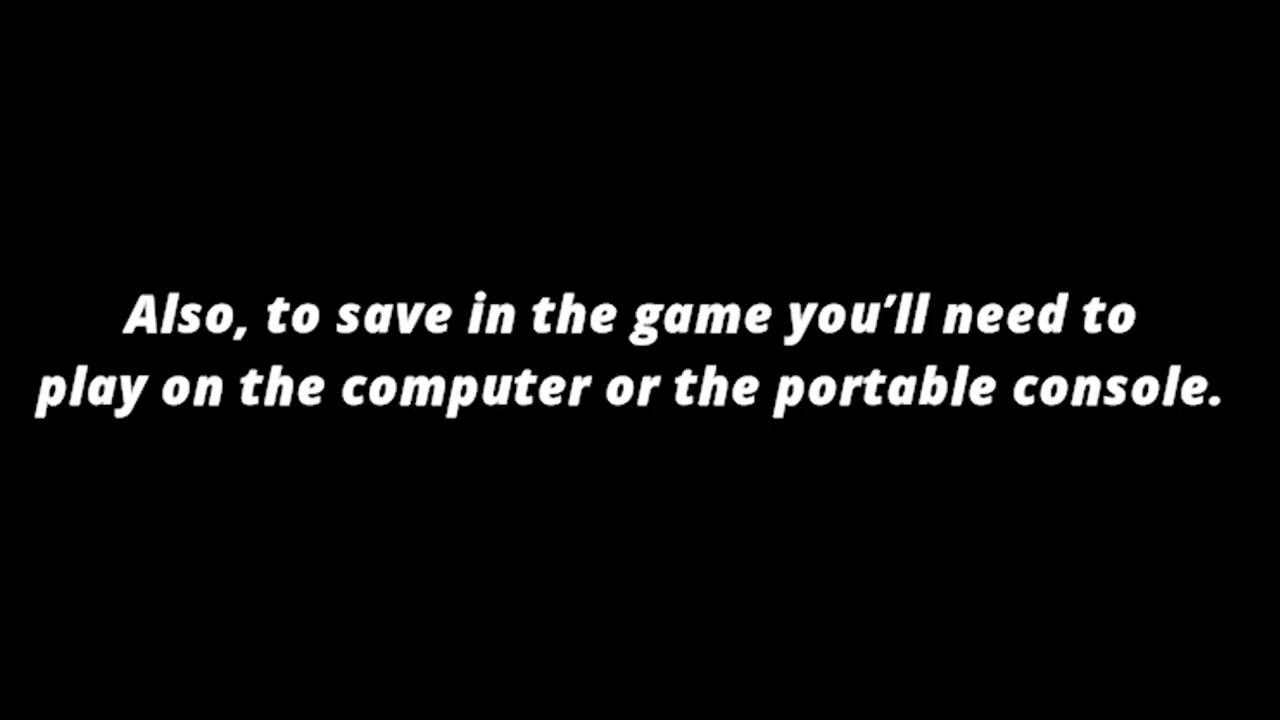 Also, to save in the game you’ll need to
play on the computer or the portable console.